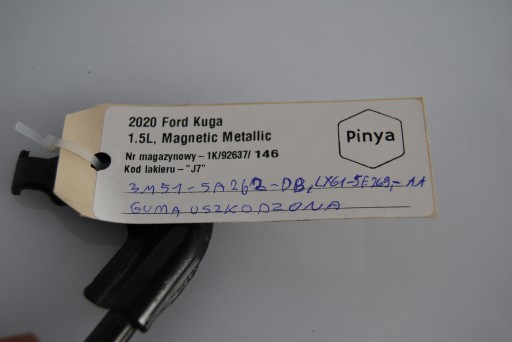 2020 Ford Kuga
1.5L, Magnetic Metallic
Pinya
Nr magazynowy – 1K/92637/ 146
Kod lakieru – "J7"
3M51-5A262-DB, LX61-5E269-AA
GUMA USZKODZONA